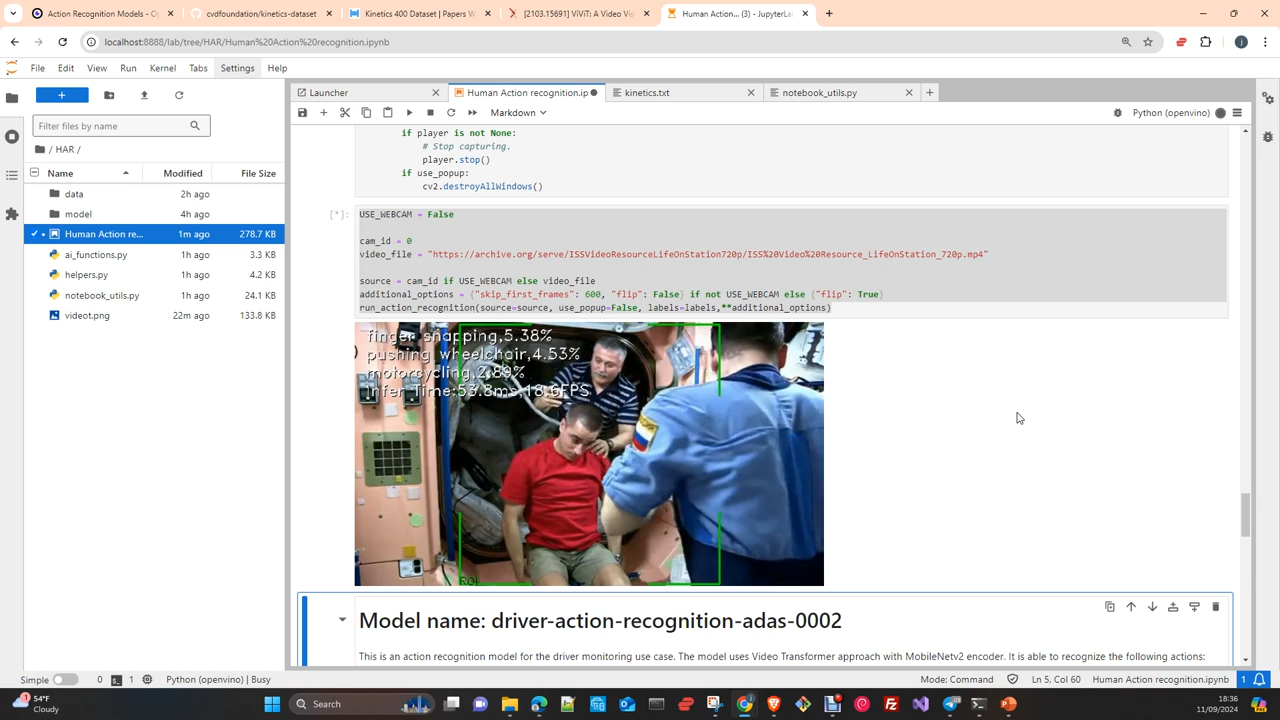 Action Recognition Models - Op
cvdfoundation/kinetics-dataset
Kinetics 400 Dataset | Papers W
[2103.15691] ViViT: A Video Vis
Human Action... (3) - JupyterLa
localhost:8888/lab/tree/HAR/Human%20Action%20recognition.ipynb
File Edit View Run Kernel Tabs Settings Help
Launcher
Human Action recognition.ip
kinetics.txt
notebook_utils.py
Markdown
Python (openvino)
Filter files by name
/ HAR /
Name Modified File Size
data 2h ago
model 4h ago
Human Action re... 1m ago 278.7 KB
ai_functions.py 1h ago 3.3 KB
helpers.py 1h ago 4.2 KB
notebook_utils.py 1h ago 24.1 KB
videot.png 22m ago 133.8 KB
if player is not None:
# Stop capturing.
player.stop()
if use_popup:
cv2.destroyAllWindows()
[*]:
USE_WEBCAM = False
cam_id = 0
video_file = "https://archive.org/serve/ISSVideoResourceLifeOnStation720p/ISS%20Video%20Resource_LifeOnStation_720p.mp4"
source = cam_id if USE_WEBCAM else video_file
additional_options = {"skip_first_frames": 600, "flip": False} if not USE_WEBCAM else {"flip": True}
run_action_recognition(source=source, use_popup=False, labels=labels,**additional_options)
finger snapping,5.38%
pushing wheelchair,4.53%
motorcycling,2.89%
Infer Time:53.8ms,18.6FPS
ROI
Model name: driver-action-recognition-adas-0002
This is an action recognition model for the driver monitoring use case. The model uses Video Transformer approach with MobileNetv2 encoder. It is able to recognize the following actions:
Simple 0 1 Python (openvino) | Busy
Mode: Command Ln 5, Col 60 Human Action recognition.ipynb 1
54°F
Cloudy
Search
18:36
11/09/2024